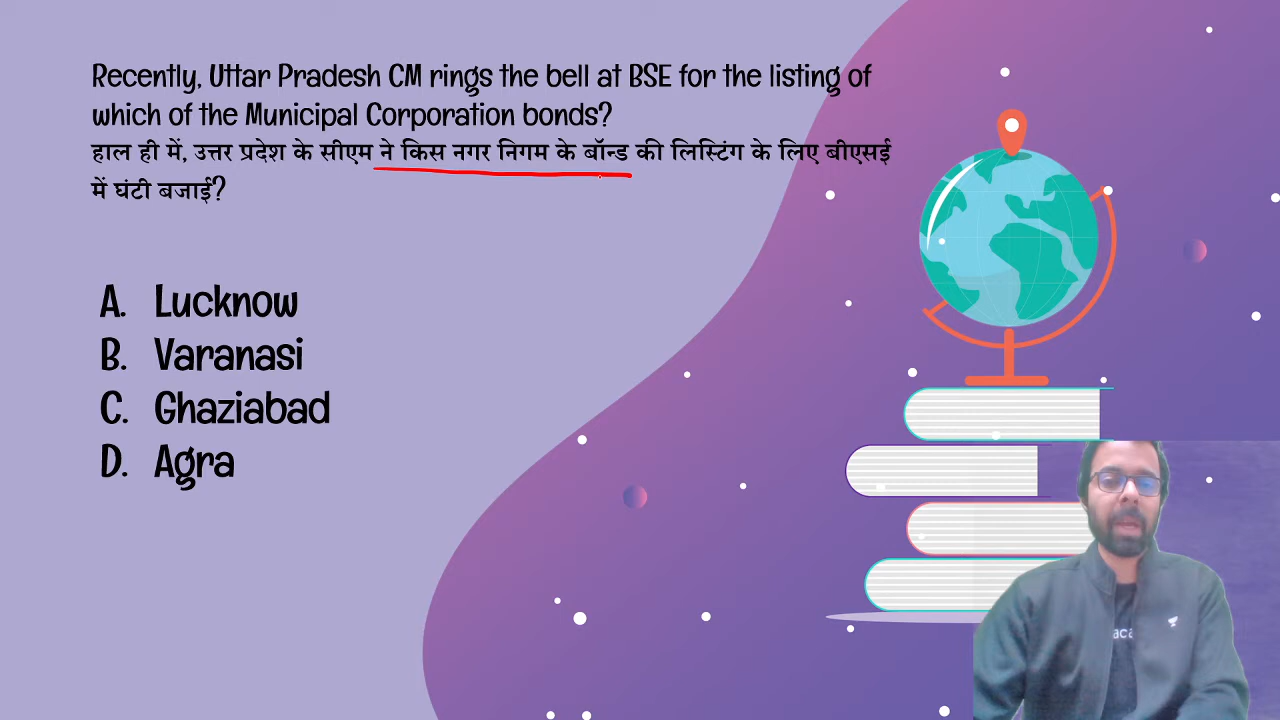 Recently, Uttar Pradesh CM rings the bell at BSE for the listing of
which of the Municipal Corporation bonds?
हाल ही में, उत्तर प्रदेश के सीएम ने किस नगर निगम के बॉन्ड की लिस्टिंग के लिए बीएसई
में घंटी बजाई?
A. Lucknow
B. Varanasi
C. Ghaziabad
D. Agra